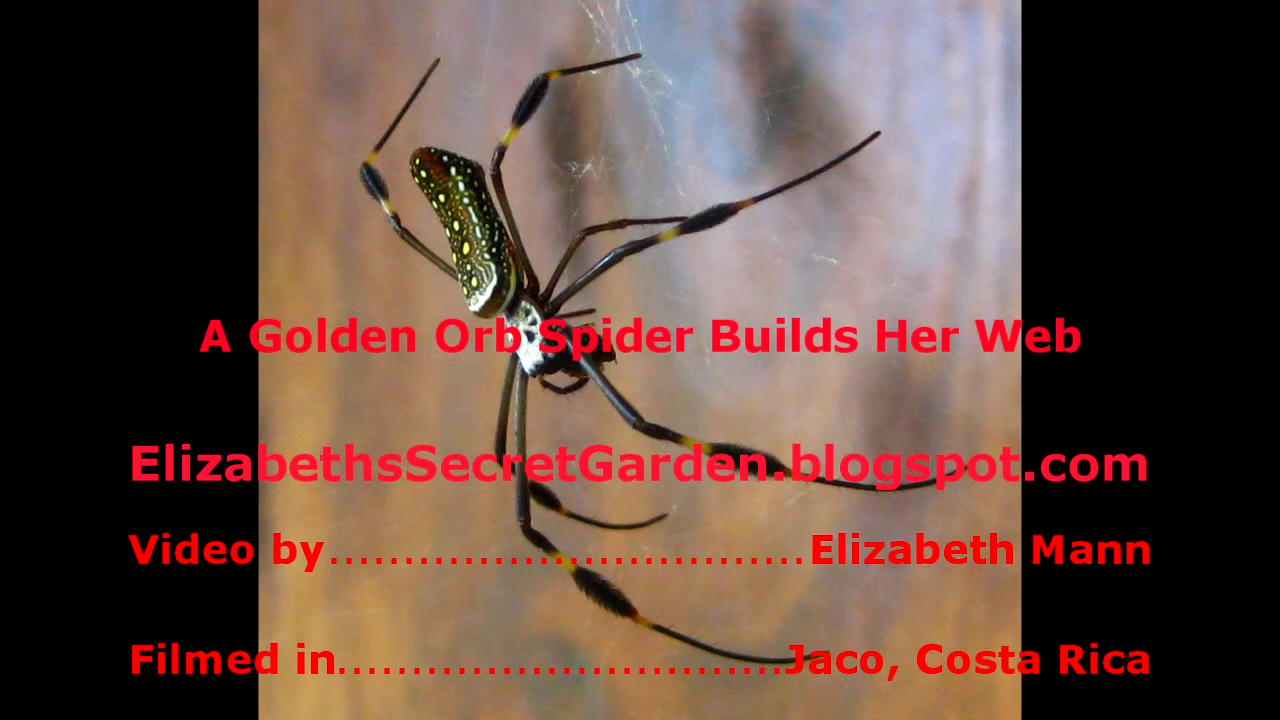 A Golden Orb Spider Builds Her Web
ElizabethsSecretGarden.blogspot.com
Video by................................Elizabeth Mann
Filmed in..............................Jaco, Costa Rica